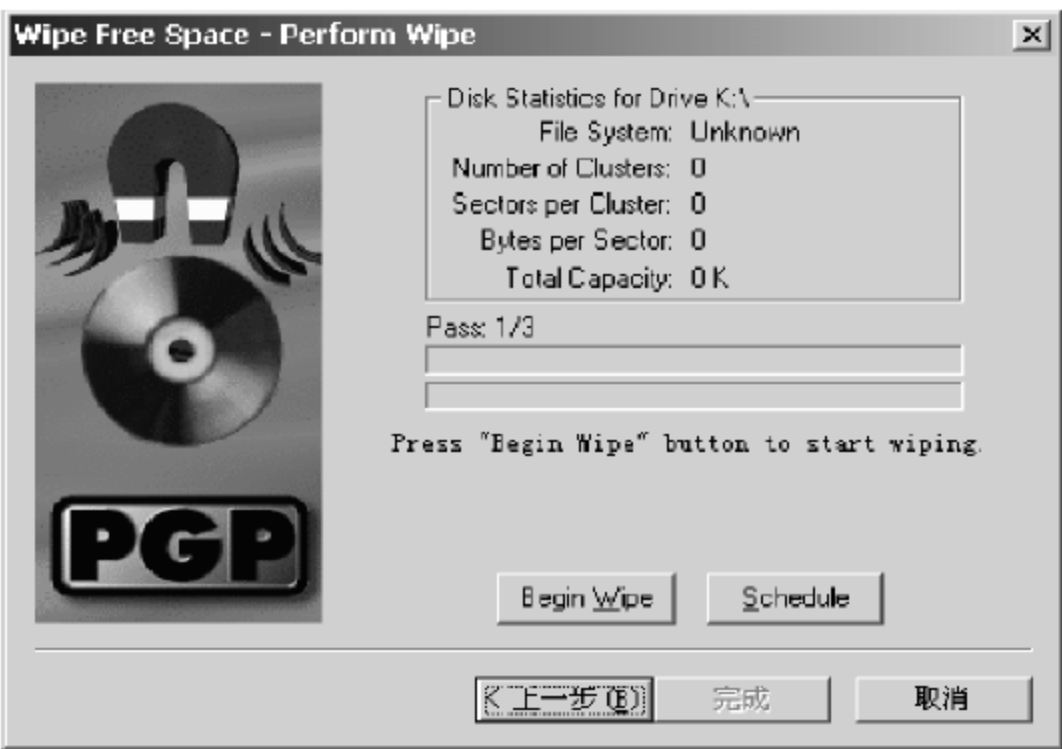 Wipe Free Space - Perform Wipe
Disk Statistics for Drive K:\
File System: Unknown
Number of Clusters: 0
Sectors per Cluster: 0
Bytes per Sector: 0
Total Capacity: 0 K
Pass: 1/3
Press "Begin Wipe" button to start wiping.
PGP
Begin Wipe
Schedule
< 上一步(B)
完成
取消